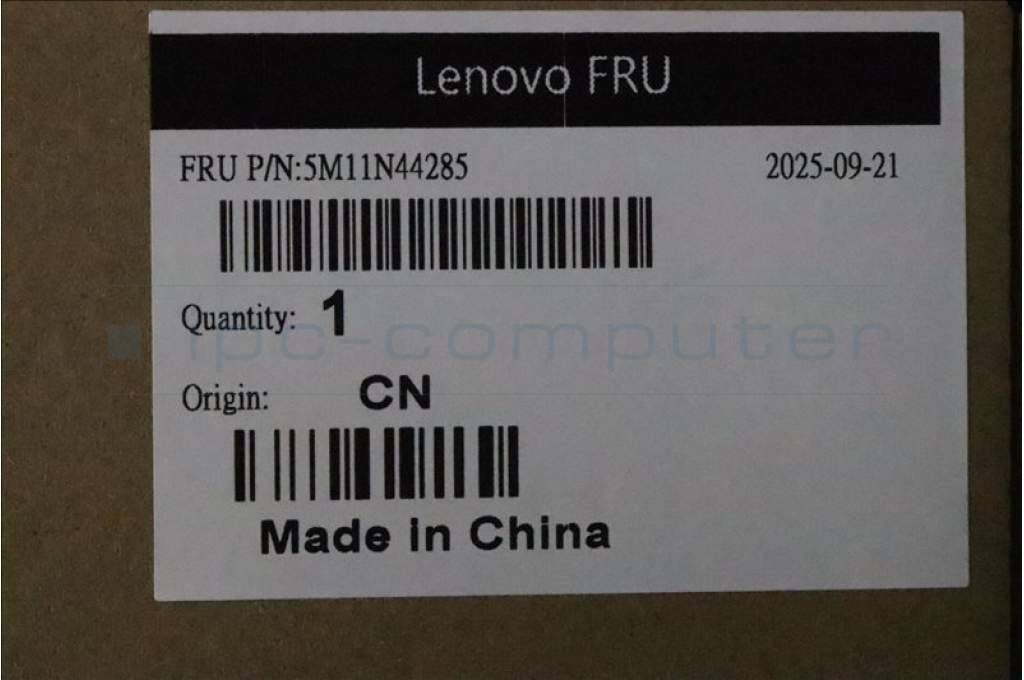 Lenovo FRU
FRU P/N:5M11N44285 2025-09-21
Quantity: 1
ipc-computer
Origin: CN
Made in China